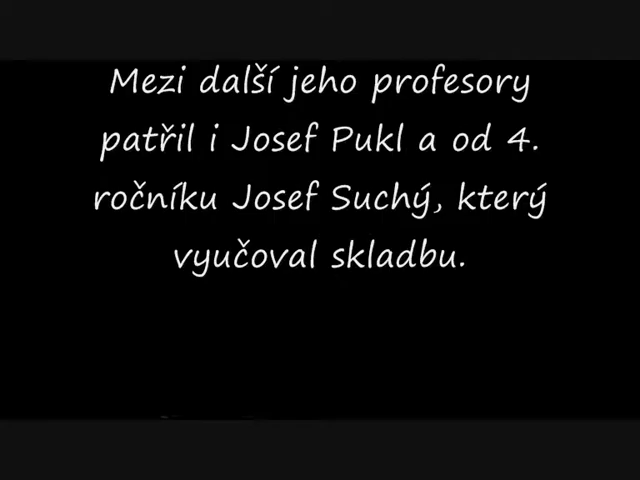 Mezi další jeho profesory
patřil i Josef Pukl a od 4.
ročníku Josef Suchý, který
vyučoval skladbu.